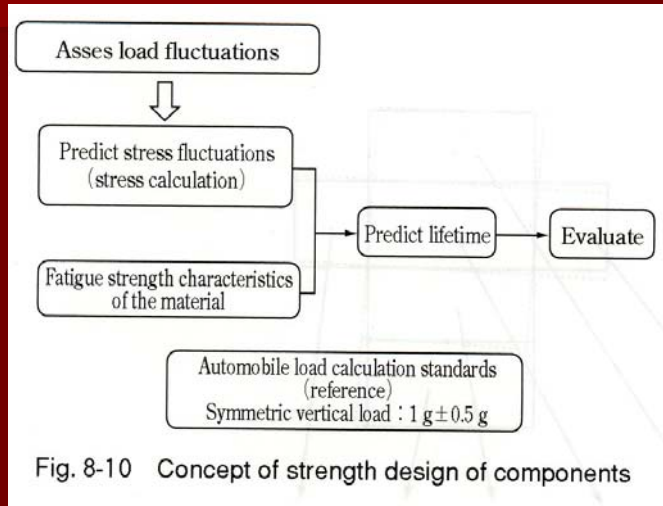 Asses load fluctuations
Predict stress fluctuations
(stress calculation)
Fatigue strength characteristics
of the material
Predict lifetime
Evaluate
Automobile load calculation standards
(reference)
Symmetric vertical load : 1 g±0.5 g
Fig. 8-10 Concept of strength design of components